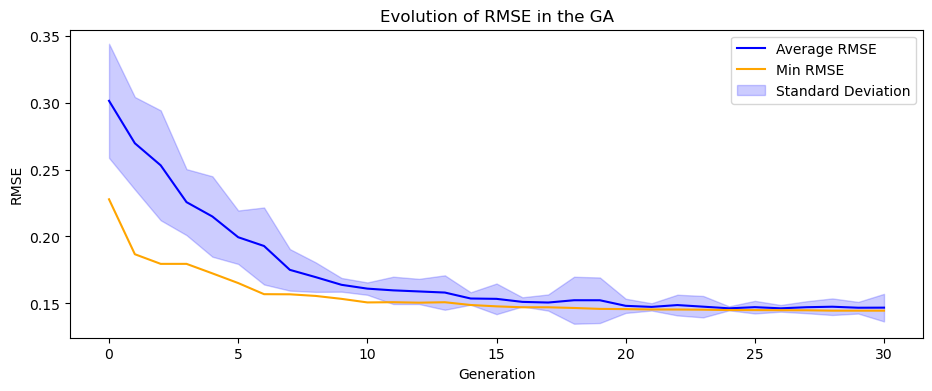 Evolution of RMSE in the GA
0.35
0.30
0.25
0.20
0.15
RMSE
Average RMSE
Min RMSE
Standard Deviation
0 5 10 15 20 25 30
Generation